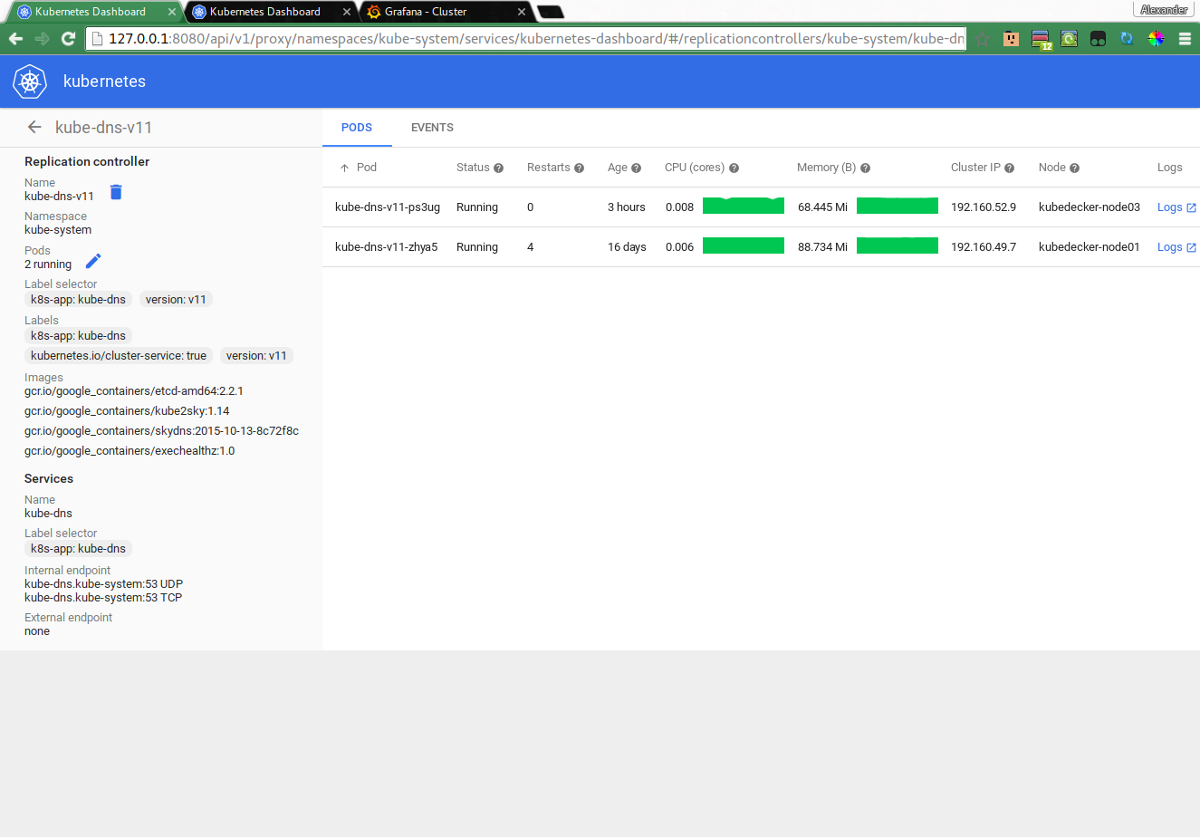 Kubernetes Dashboard Kubernetes Dashboard Grafana - Cluster Alexander
127.0.0.1:8080/api/v1/proxy/namespaces/kube-system/services/kubernetes-dashboard/#/replicationcontrollers/kube-system/kube-dn
12
kubernetes
kube-dns-v11
PODS EVENTS
Replication controller
Name
kube-dns-v11
Namespace
kube-system
Pods
2 running
Label selector
k8s-app: kube-dns version: v11
Labels
k8s-app: kube-dns
kubernetes.io/cluster-service: true version: v11
Images
gcr.io/google_containers/etcd-amd64:2.2.1
gcr.io/google_containers/kube2sky:1.14
gcr.io/google_containers/skydns:2015-10-13-8c72f8c
gcr.io/google_containers/exechealthz:1.0
Services
Name
kube-dns
Label selector
k8s-app: kube-dns
Internal endpoint
kube-dns.kube-system:53 UDP
kube-dns.kube-system:53 TCP
External endpoint
none
Pod Status Restarts Age CPU (cores) Memory (B) Cluster IP Node Logs
kube-dns-v11-ps3ug Running 0 3 hours 0.008 68.445 Mi 192.160.52.9 kubedecker-node03 Logs
kube-dns-v11-zhya5 Running 4 16 days 0.006 88.734 Mi 192.160.49.7 kubedecker-node01 Logs